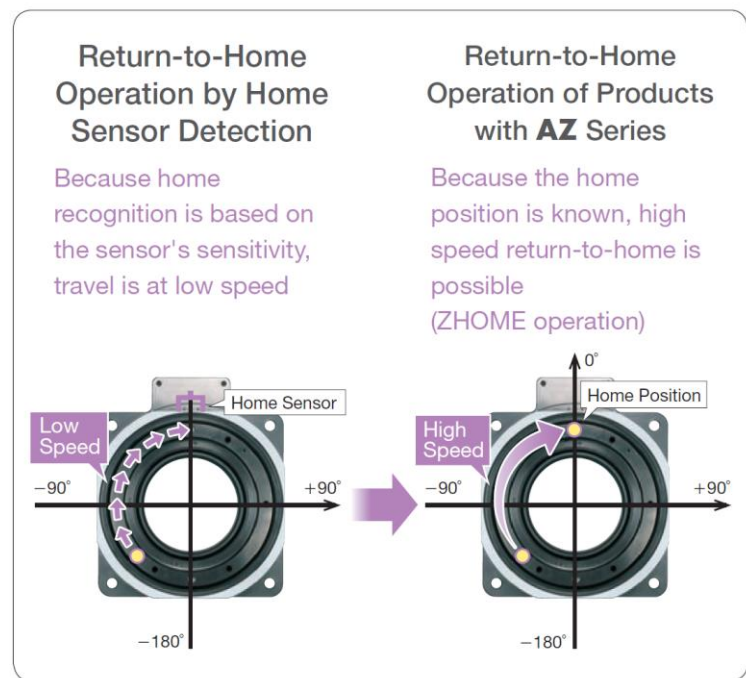 Return-to-Home
Operation by Home
Sensor Detection
Because home
recognition is based on
the sensor's sensitivity,
travel is at low speed
Home Sensor
Low
Speed
−90°
+90°
−180°
Return-to-Home
Operation of Products
with AZ Series
Because the home
position is known, high
speed return-to-home is
possible
(ZHOME operation)
0°
Home Position
High
Speed
−90°
+90°
−180°